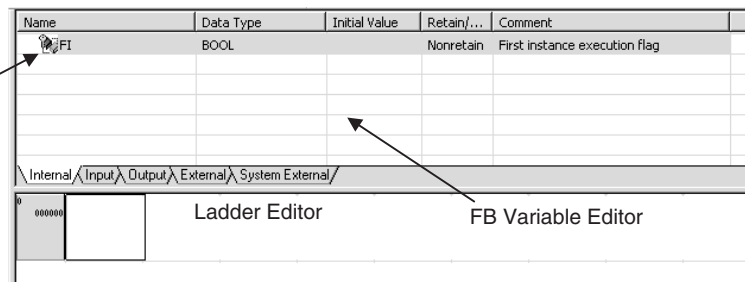 Name Data Type Initial Value Retain/... Comment
FI BOOL Nonretain First instance execution flag
Internal Input Output External System External
0
000000
Ladder Editor
FB Variable Editor